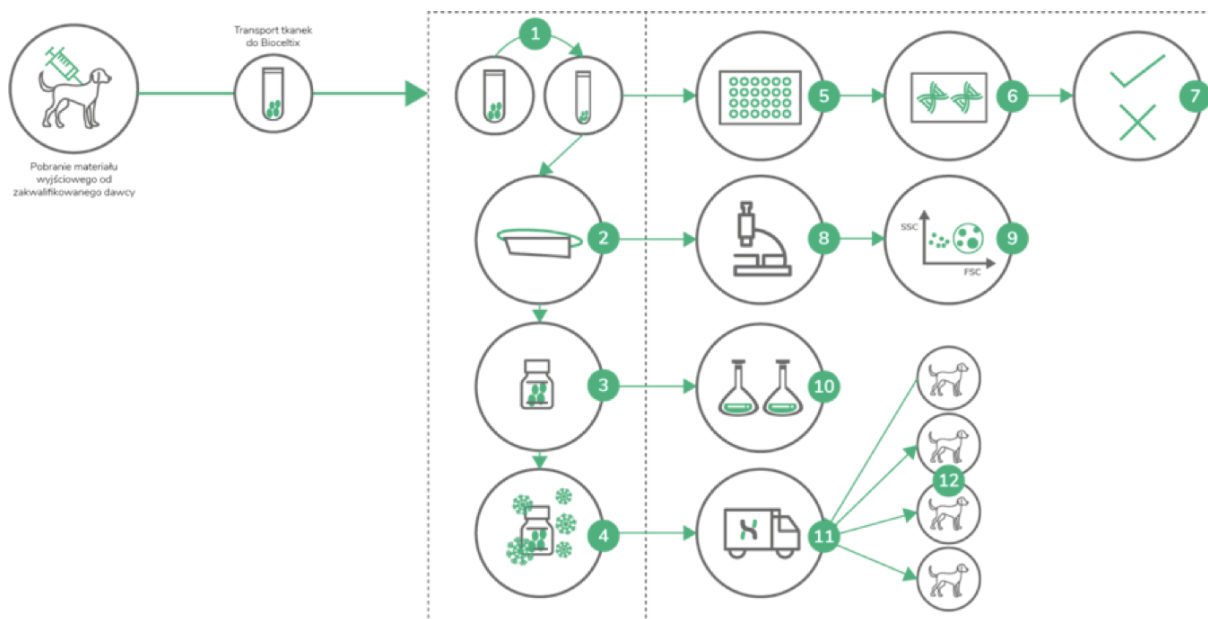 Transport tkanek
do Bioceltix
Pobranie materiału
wyjściowego od
zakwalifikowanego dawcy
1
5
6
7
2
8
9
SSC
FSC
3
10
4
11
12